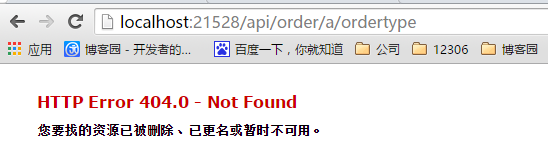 localhost:21528/api/order/a/ordertype
应用 博客园 - 开发者的... 百度一下,你就知道 公司 12306 博客园
HTTP Error 404.0 - Not Found
您要找的资源已被删除、已更名或暂时不可用。